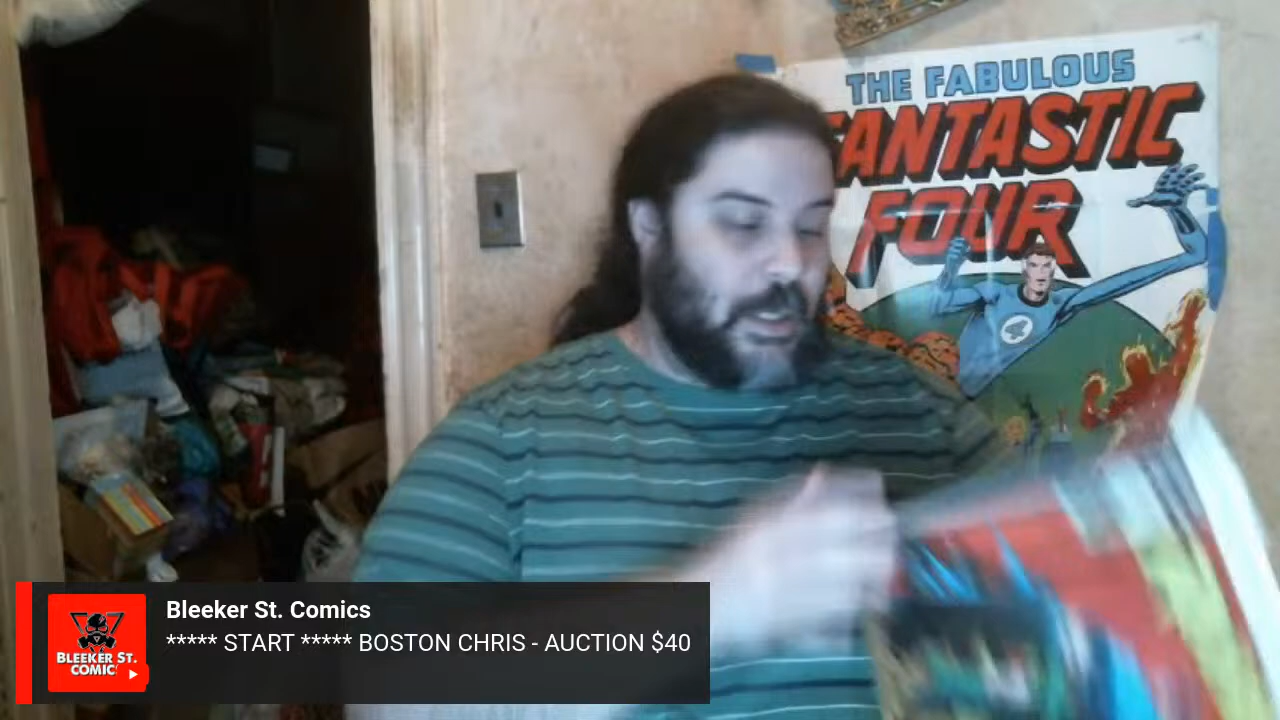 THE FABULOUS
FANTASTIC
FOUR
Bleeker St. Comics
***** START ***** BOSTON CHRIS - AUCTION $40
BLEEKER ST.
COMIC